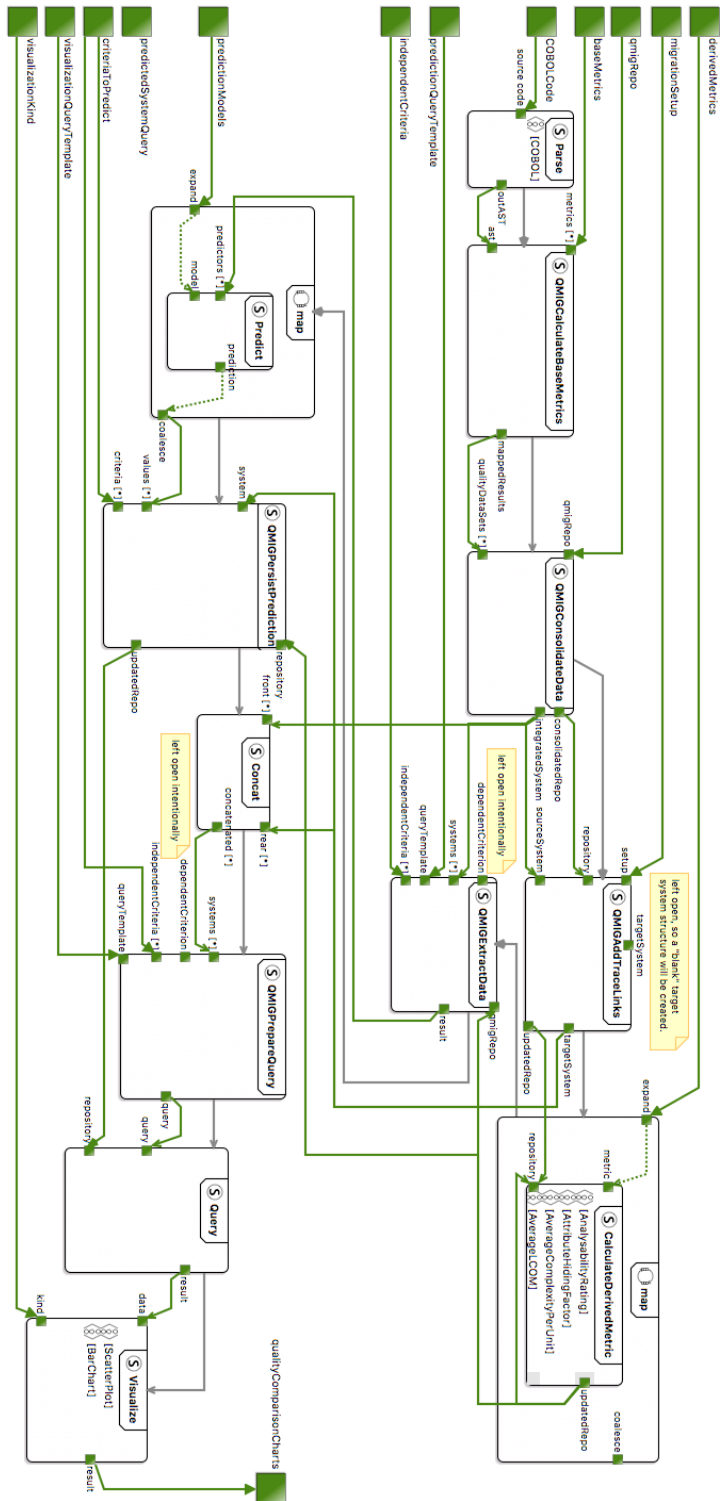 derivedMetrics
migrationSetup
qmigRepo
baseMetrics
COBOLCode
predictionQueryTemplate
independentCriteria
predictionModels
predictedSystemQuery
criteriaToPredict
visualizationQueryTemplate
visualizationKind
source code
S Parse
[COBOL]
outAST
metrics [*]
ast
S QMIGCalculateBaseMetrics
mappedResults
qmigRepo
qualityDataSets [*]
S QMIGConsolidateData
consolidatedRepo
integratedSystem
setup
repository
sourceSystem
targetSystem
S QMIGAddTraceLinks
targetSystem
updatedRepo
left open, so a "blank" target
system structure will be created.
expand
map
metric
repository
S CalculateDerivedMetric
[AnalysabilityRating]
[AttributeHidingFactor]
[AverageComplexityPerUnit]
[AverageLCOM]
updatedRepo
coalesce
left open intentionally
dependentCriterion
systems [*]
queryTemplate
independentCriteria [*]
S QMIGExtractData
qmigRepo
result
expand
map
predictors [*]
model
S Predict
prediction
coalesce
system
values [*]
criteria [*]
S QMIGPersistPrediction
repository
updatedRepo
front [*]
rear [*]
S Concat
concatenated [*]
left open intentionally
systems [*]
dependentCriterion
independentCriteria [*]
queryTemplate
S QMIGPrepareQuery
query
query
repository
S Query
result
data
kind
S Visualize
[ScatterPlot]
[BarChart]
result
qualityComparisonCharts